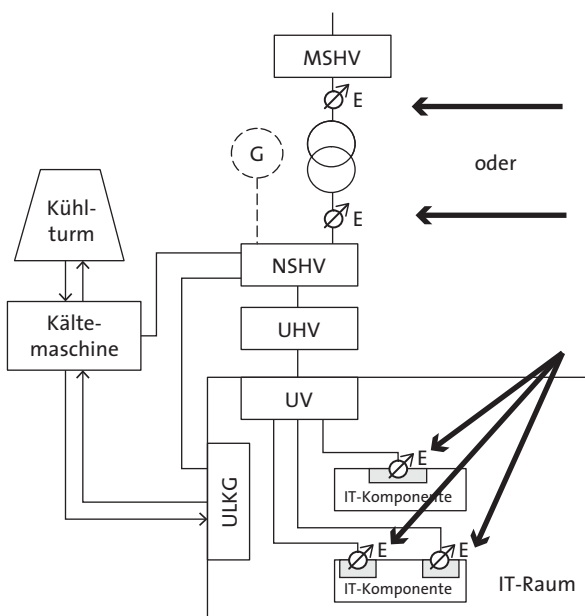 MSHV
E
G
oder
E
Kühl-
turm
NSHV
Kälte-
maschine
UHV
UV
E
IT-Komponente
ULKG
E
E
IT-Komponente
IT-Raum